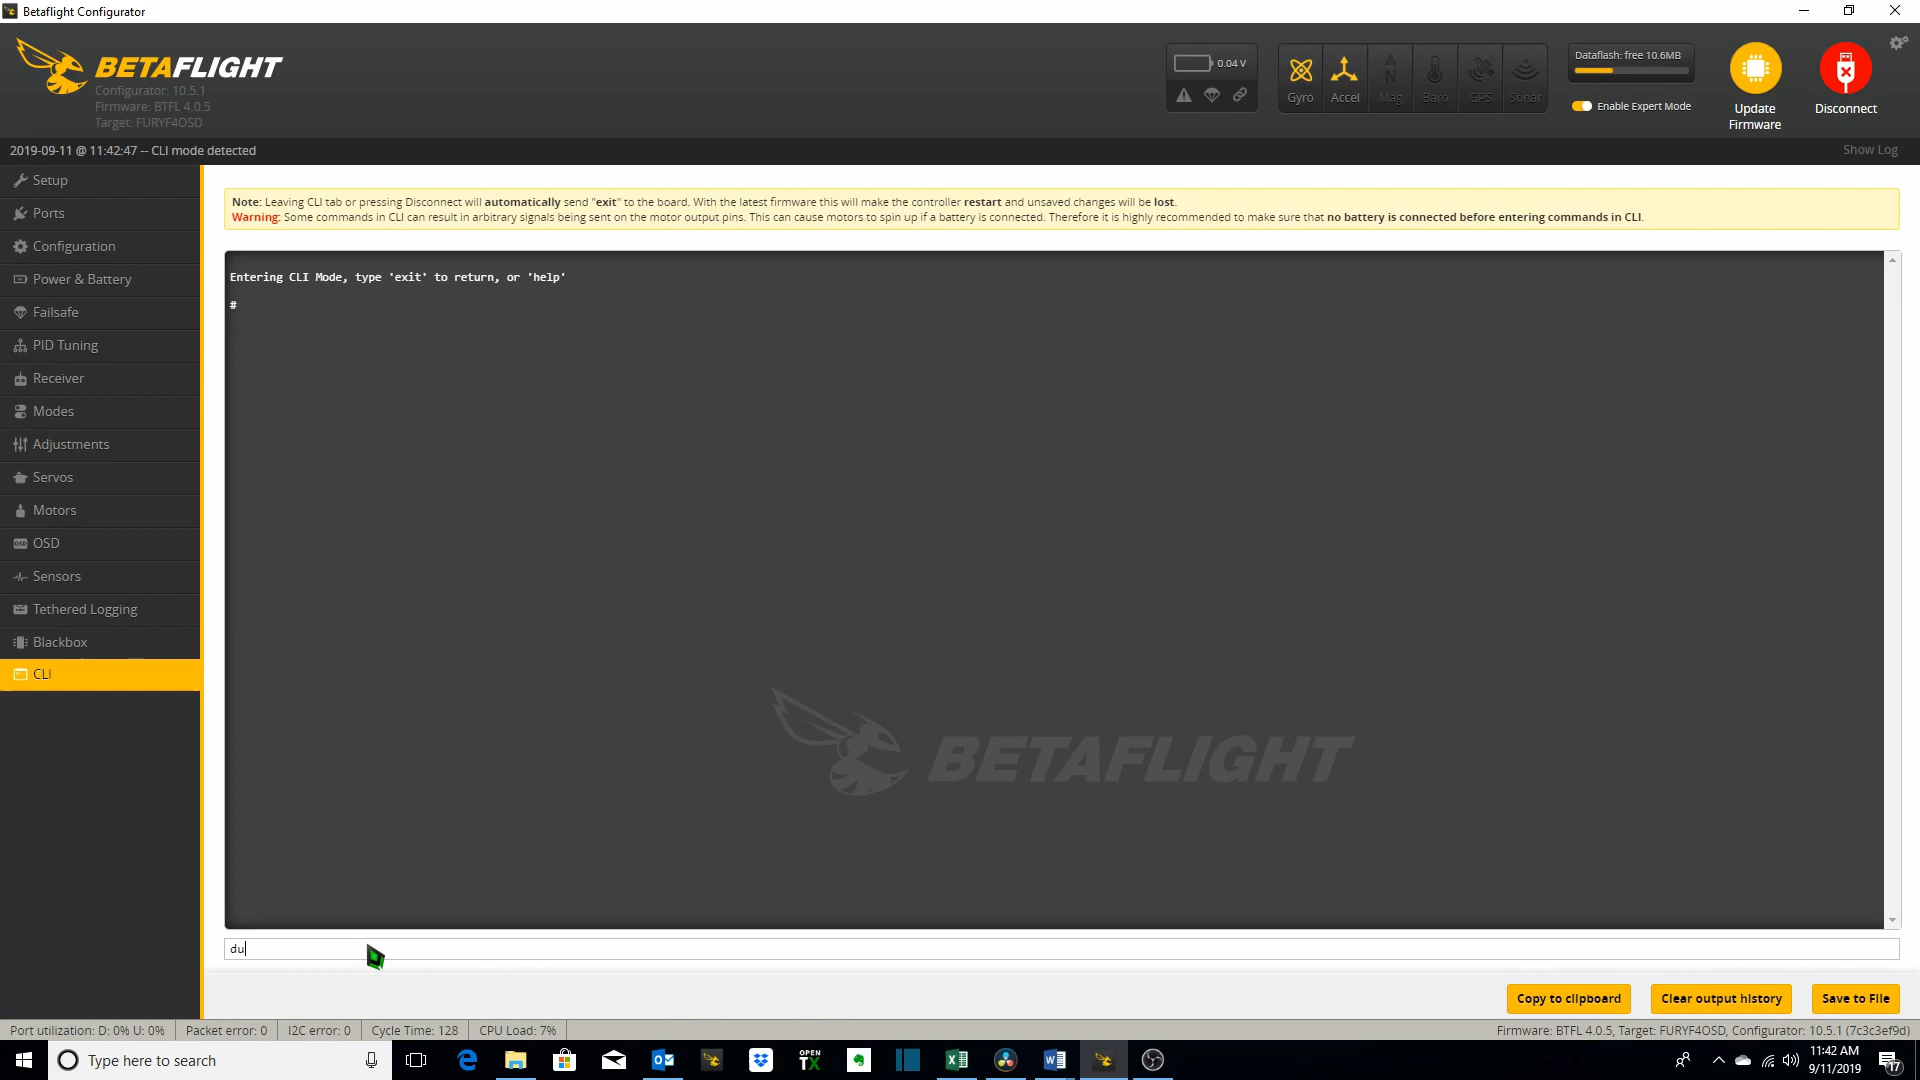 Betaflight Configurator
BETAFLIGHT
Configurator: 10.5.1
Firmware: BTFL 4.0.5
Target: FURYF4OSD
0.04 V
Gyro
Accel
Mag
Baro
GPS
Sonar
Dataflash: free 10.6MB
Enable Expert Mode
Update
Firmware
Disconnect
2019-09-11 @ 11:42:47 -- CLI mode detected
Show Log
Setup
Ports
Configuration
Power & Battery
Failsafe
PID Tuning
Receiver
Modes
Adjustments
Servos
Motors
OSD
Sensors
Tethered Logging
Blackbox
CLI
Note: Leaving CLI tab or pressing Disconnect will automatically send "exit" to the board. With the latest firmware this will make the controller restart and unsaved changes will be lost.
Warning: Some commands in CLI can result in arbitrary signals being sent on the motor output pins. This can cause motors to spin up if a battery is connected. Therefore it is highly recommended to make sure that no battery is connected before entering commands in CLI.
Entering CLI Mode, type 'exit' to return, or 'help'
#
BETAFLIGHT
du
Copy to clipboard
Clear output history
Save to File
Port utilization: D: 0% U: 0%
Packet error: 0
I2C error: 0
Cycle Time: 128
CPU Load: 7%
Firmware: BTFL 4.0.5, Target: FURYF4OSD, Configurator: 10.5.1 (7c3c3ef9d)
Type here to search
OPEN
TX
11:42 AM
9/11/2019
17